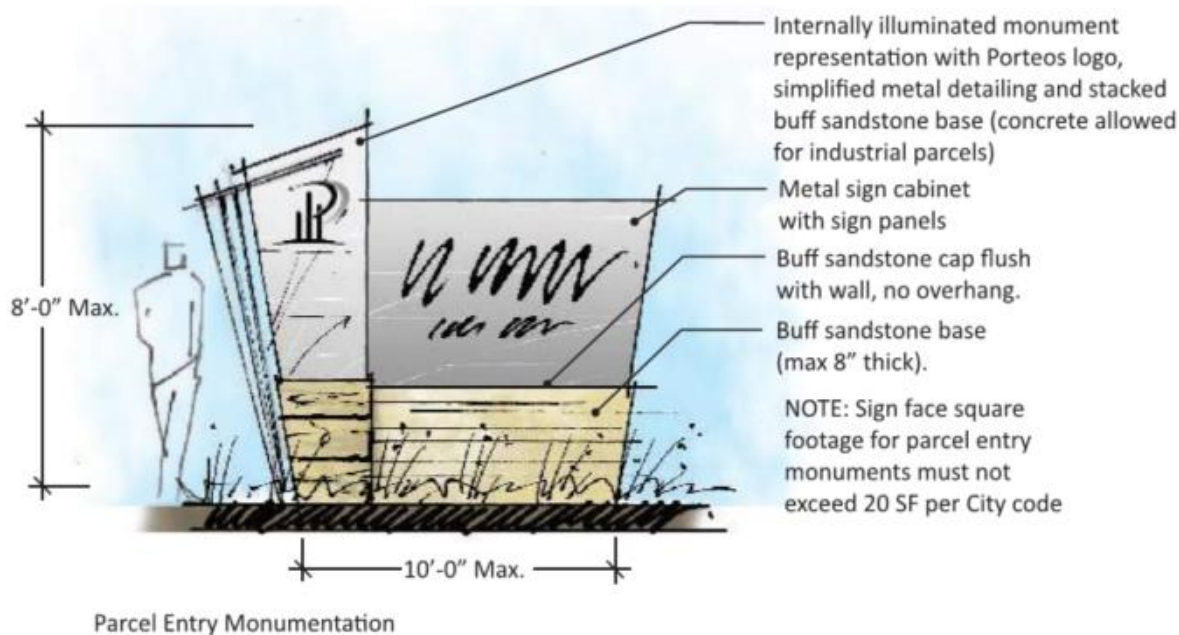 Internally illuminated monument
representation with Porteos logo,
simplified metal detailing and stacked
buff sandstone base (concrete allowed
for industrial parcels)
Metal sign cabinet
with sign panels
Buff sandstone cap flush
with wall, no overhang.
Buff sandstone base
(max 8” thick).
NOTE: Sign face square
footage for parcel entry
monuments must not
exceed 20 SF per City code
8’-0” Max.
10’-0” Max.
Parcel Entry Monumentation